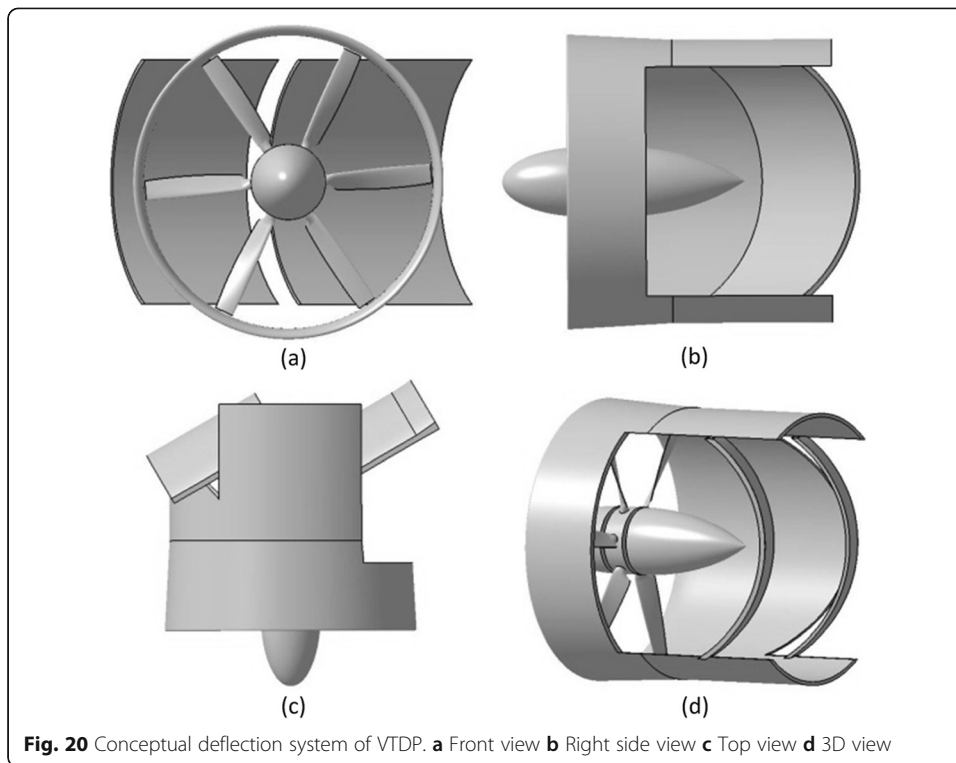 (a)
(b)
(c)
(d)
Fig. 20 Conceptual deflection system of VTDP. a Front view b Right side view c Top view d 3D view